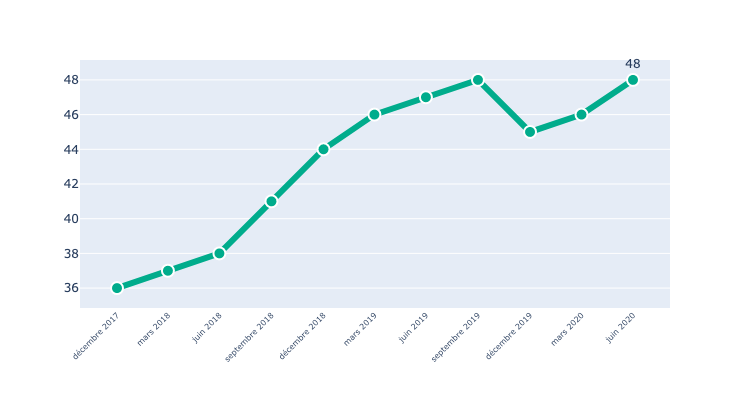 48
48
46
44
42
40
38
36
décembre 2017
mars 2018
juin 2018
septembre 2018
décembre 2018
mars 2019
juin 2019
septembre 2019
décembre 2019
mars 2020
juin 2020